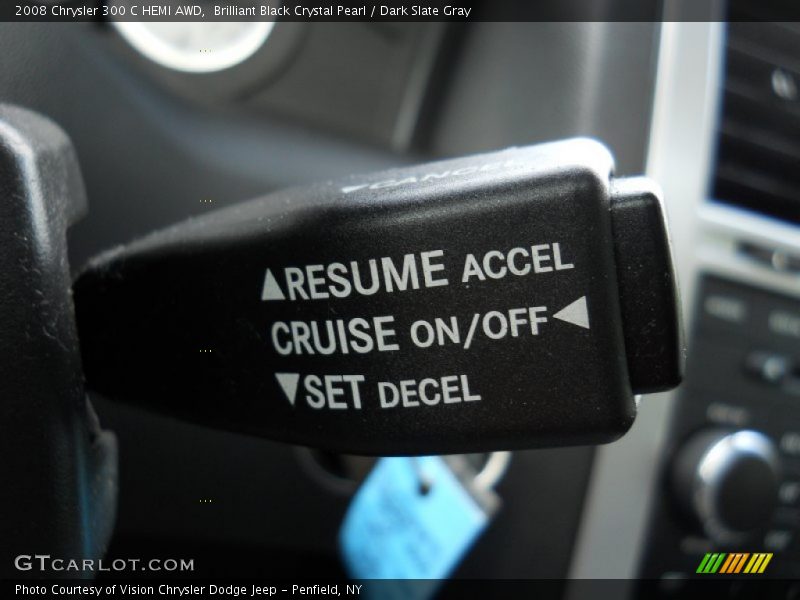 2008 Chrysler 300 C HEMI AWD, Brilliant Black Crystal Pearl / Dark Slate Gray
CANCEL
RESUME ACCEL
CRUISE ON/OFF
SET DECEL
GTCARLOT.COM
Photo Courtesy of Vision Chrysler Dodge Jeep – Penfield, NY